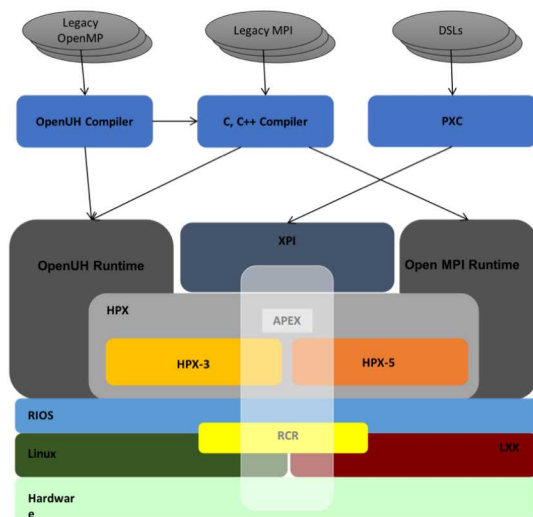 Legacy
OpenMP
Legacy MPI
DSLs
OpenUH Compiler
C, C++ Compiler
PXC
XPI
OpenUH Runtime
Open MPI Runtime
HPX
APEX
HPX-3
HPX-5
RIOS
RCR
Linux
LXK
Hardwar
e